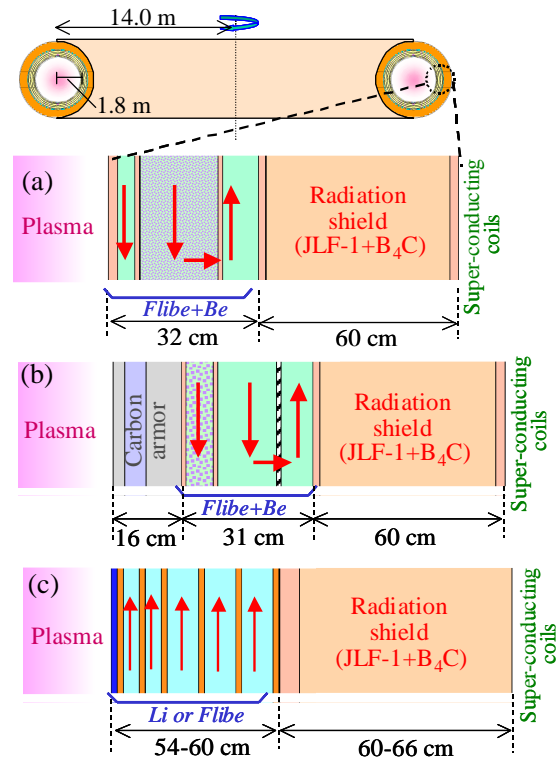 14.0 m
1.8 m
(a)
Plasma
Radiation
shield
(JLF-1+B₄C)
Super-conducting
coils
Flibe+Be
32 cm
60 cm
(b)
Plasma
Carbon
armor
Radiation
shield
(JLF-1+B₄C)
Super-conducting
coils
Flibe+Be
16 cm
31 cm
60 cm
(c)
Plasma
Radiation
shield
(JLF-1+B₄C)
Super-conducting
coils
Li or Flibe
54-60 cm
60-66 cm